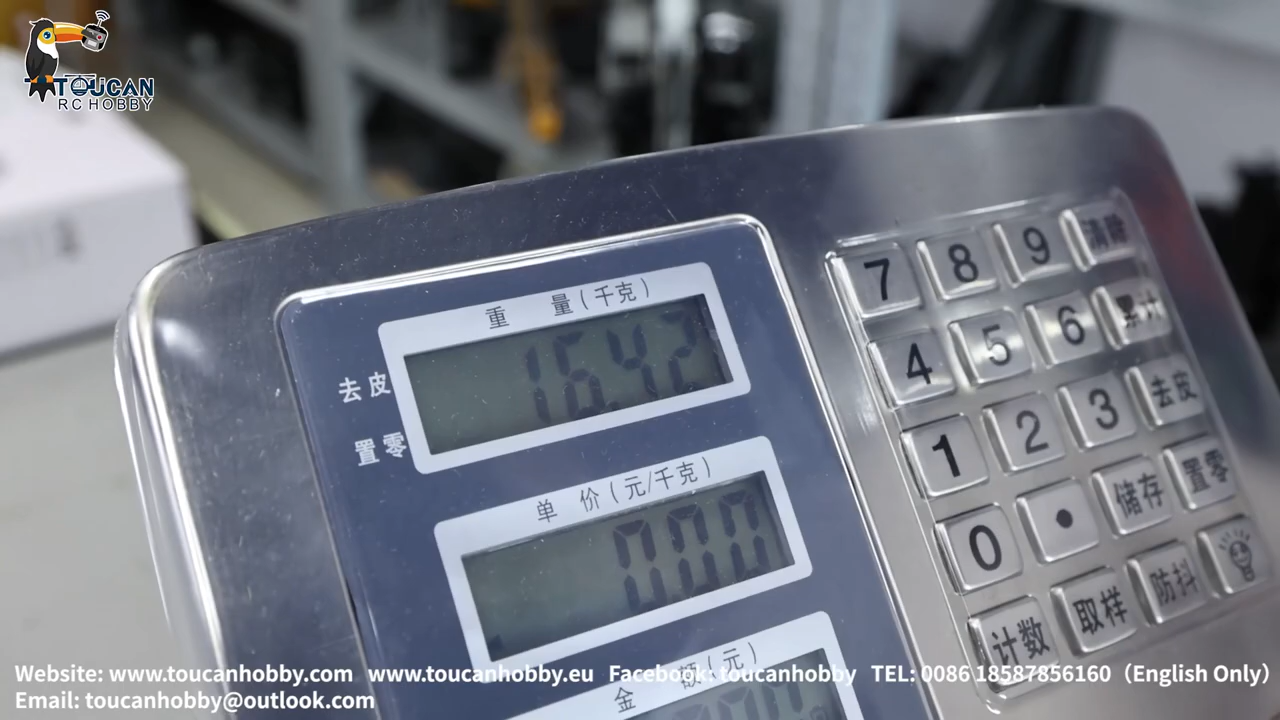 TOUCAN
RC HOBBY
重 量(千克)
16.42
去皮
置零
单 价(元/千克)
0.00
金 额(元)
7 8 9 清除
4 5 6 累计
1 2 3 去皮
0 • 储存 置零
计数 取样 防抖
Website: www.toucanhobby.com www.toucanhobby.eu Facebook: toucanhobby TEL: 0086 18587856160（English Only)
Email: toucanhobby@outlook.com